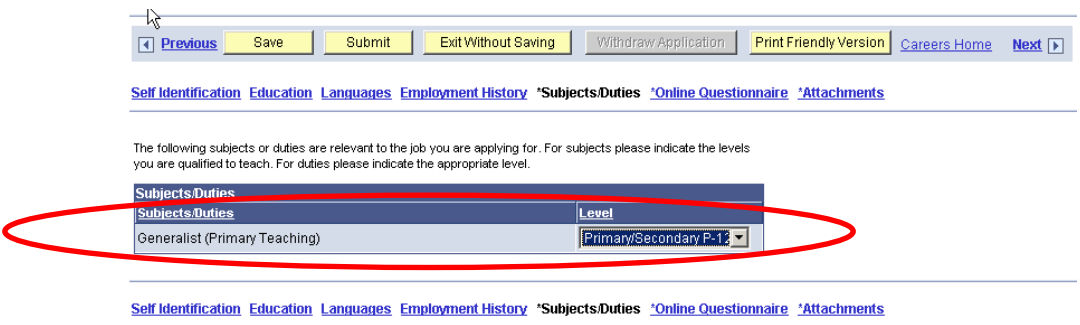 Previous Save Submit Exit Without Saving Withdraw Application Print Friendly Version Careers Home Next
Self Identification Education Languages Employment History *Subjects/Duties *Online Questionnaire *Attachments
The following subjects or duties are relevant to the job you are applying for. For subjects please indicate the levels
you are qualified to teach. For duties please indicate the appropriate level.
Subjects/Duties
Subjects/Duties Level
Generalist (Primary Teaching) Primary/Secondary P-12
Self Identification Education Languages Employment History *Subjects/Duties *Online Questionnaire *Attachments